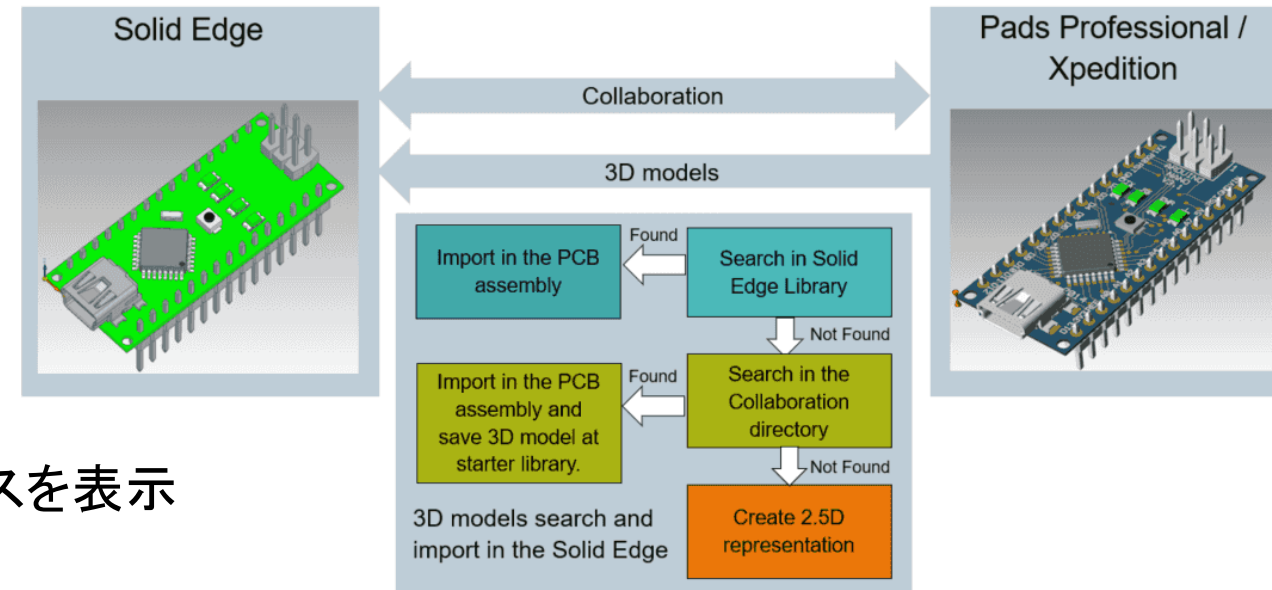 Solid Edge
Pads Professional /
Xpedition
Collaboration
3D models
Import in the PCB
assembly
Found
Search in Solid
Edge Library
Not Found
Import in the PCB
assembly and
save 3D model at
starter library.
Found
Search in the
Collaboration
directory
Not Found
Create 2.5D
representation
3D models search and
import in the Solid Edge
スを表示